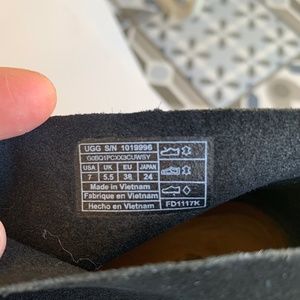 UGG S/N 1019996
G0BQ1PCXX3CUWSY
USA UK EU JAPAN
7 5.5 38 24
Made in Vietnam
Fabriqué en Vietnam
Hecho en Vietnam FD1117K